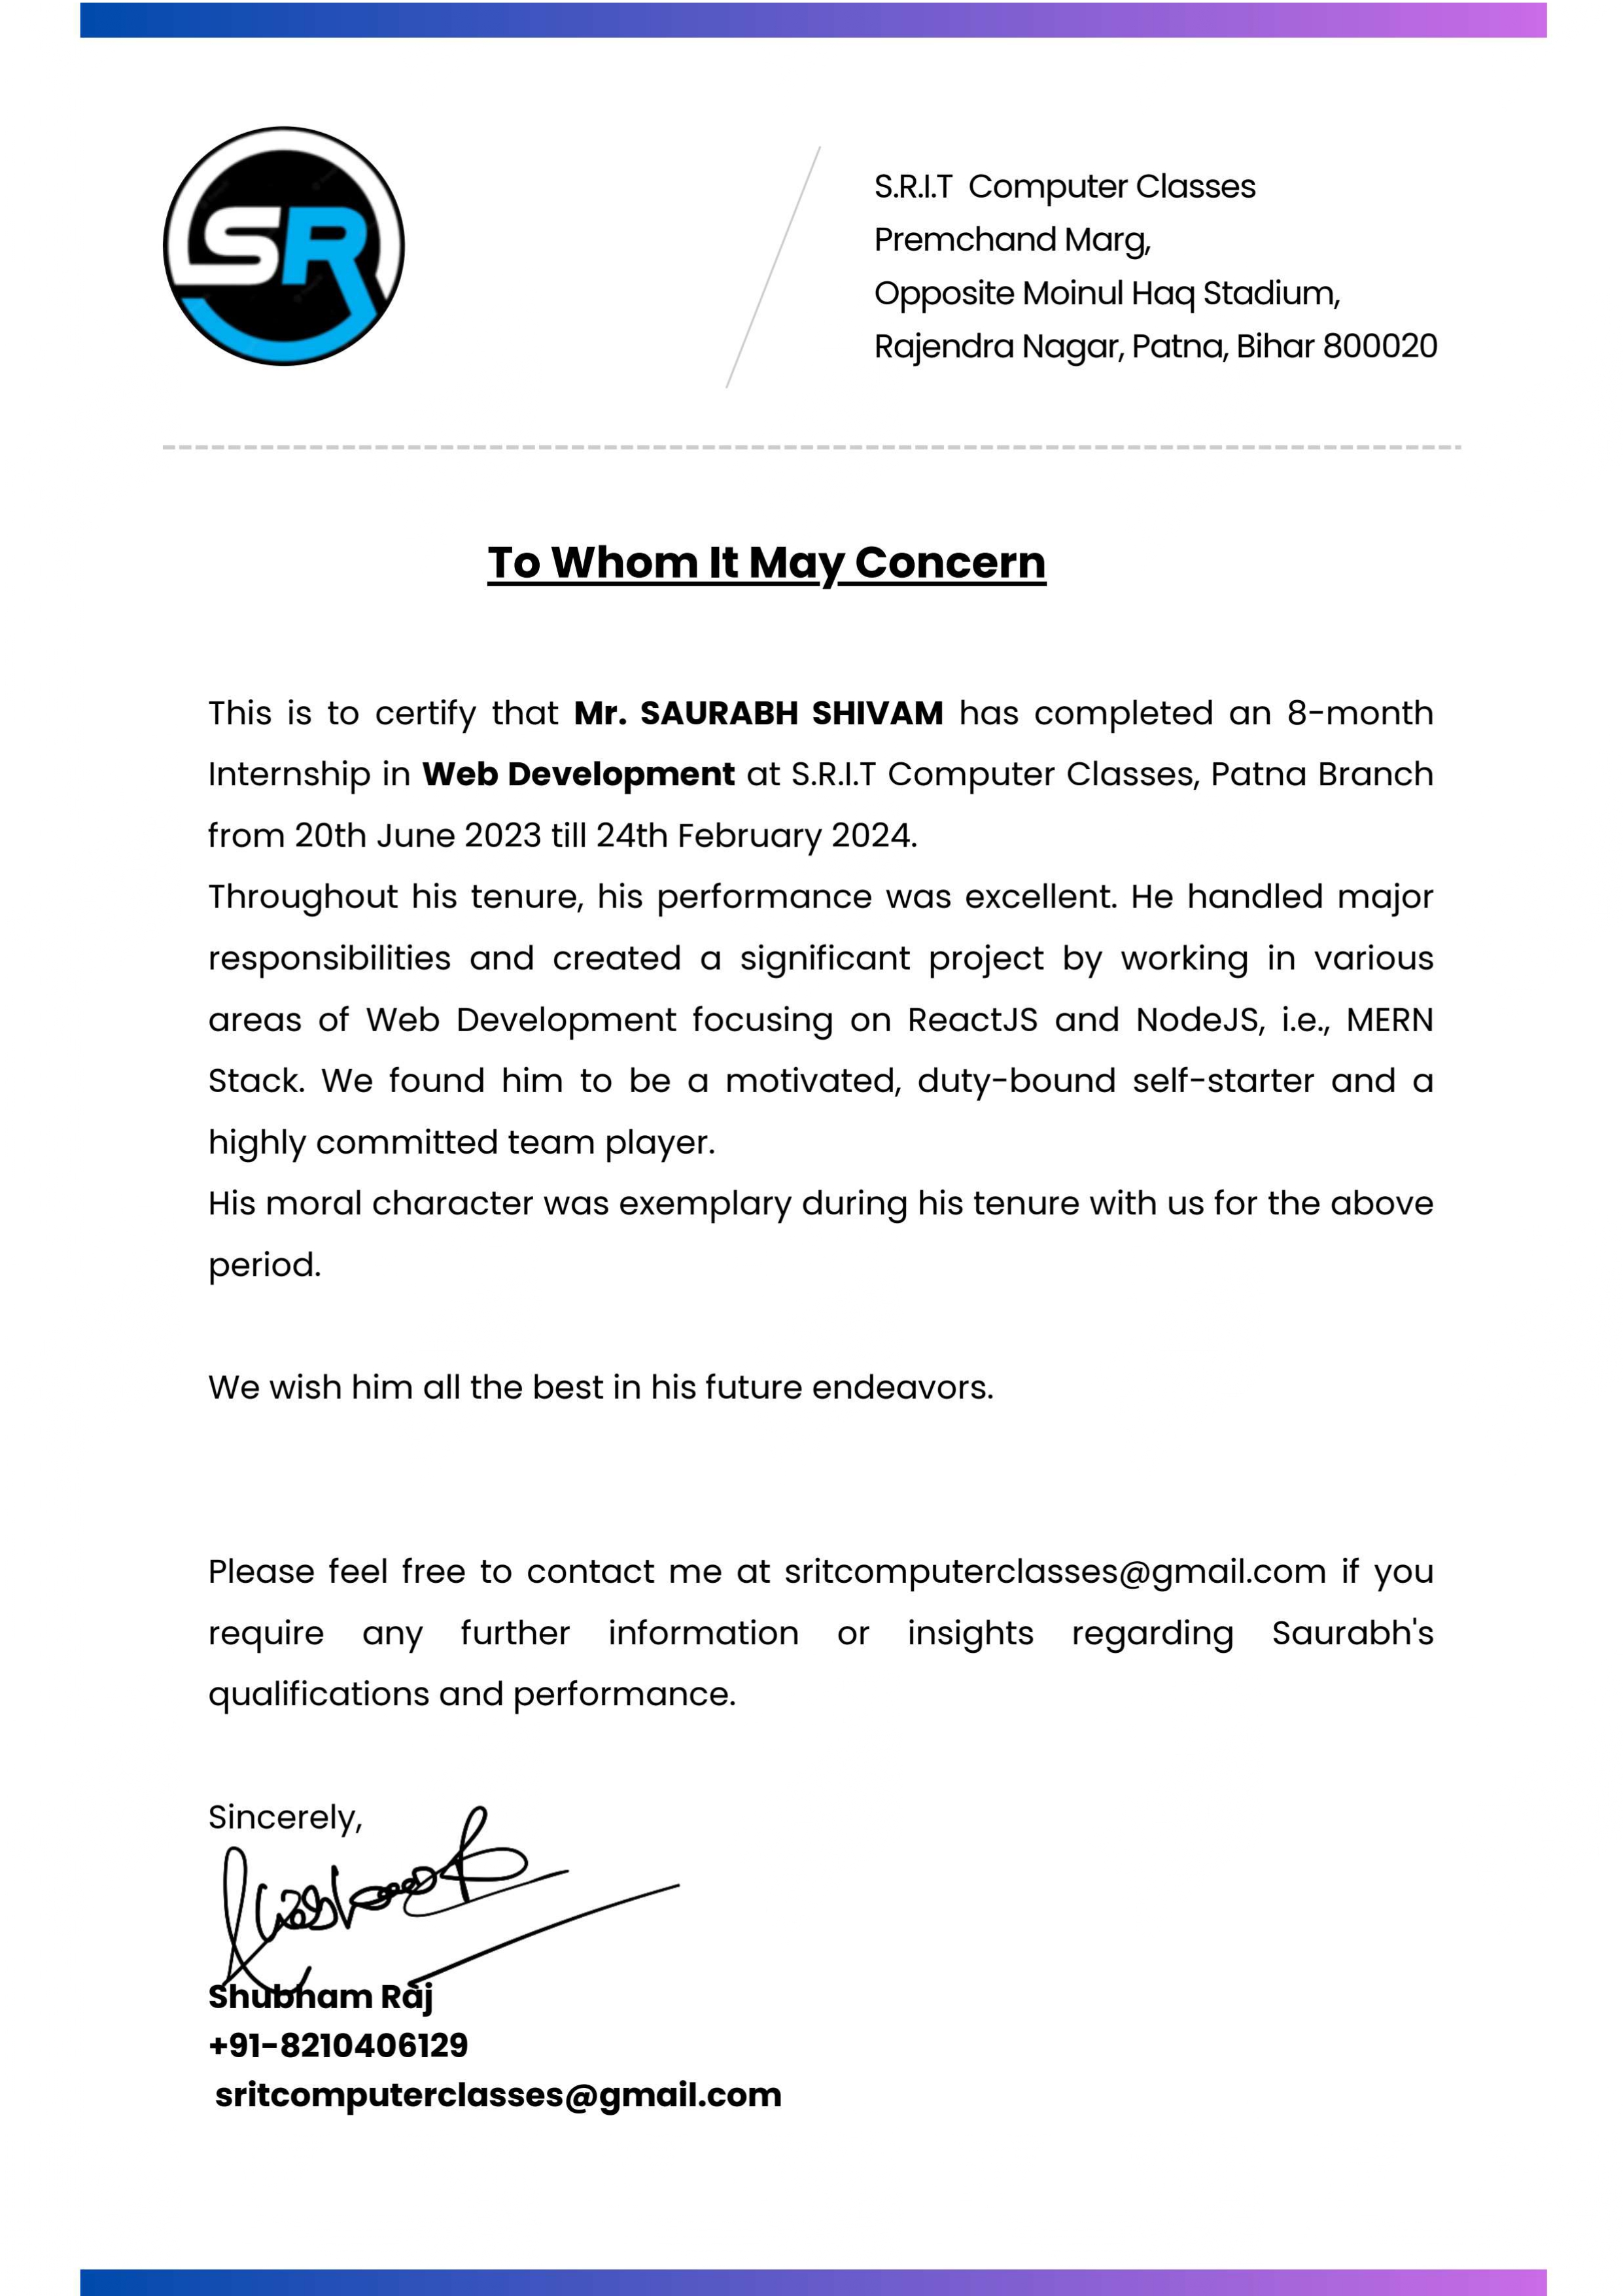 SR
S.R.I.T  Computer Classes
Premchand Marg,
Opposite Moinul Haq Stadium,
Rajendra Nagar, Patna, Bihar 800020
To Whom It May Concern
This is to certify that Mr. SAURABH SHIVAM has completed an 8-month
Internship in Web Development at S.R.I.T Computer Classes, Patna Branch
from 20th June 2023 till 24th February 2024.
Throughout his tenure, his performance was excellent. He handled major
responsibilities and created a significant project by working in various
areas of Web Development focusing on ReactJS and NodeJS, i.e., MERN
Stack. We found him to be a motivated, duty-bound self-starter and a
highly committed team player.
His moral character was exemplary during his tenure with us for the above
period.
We wish him all the best in his future endeavors.
Please feel free to contact me at sritcomputerclasses@gmail.com if you
require any further information or insights regarding Saurabh's
qualifications and performance.
Sincerely,
Shubham Raj
+91-8210406129
sritcomputerclasses@gmail.com